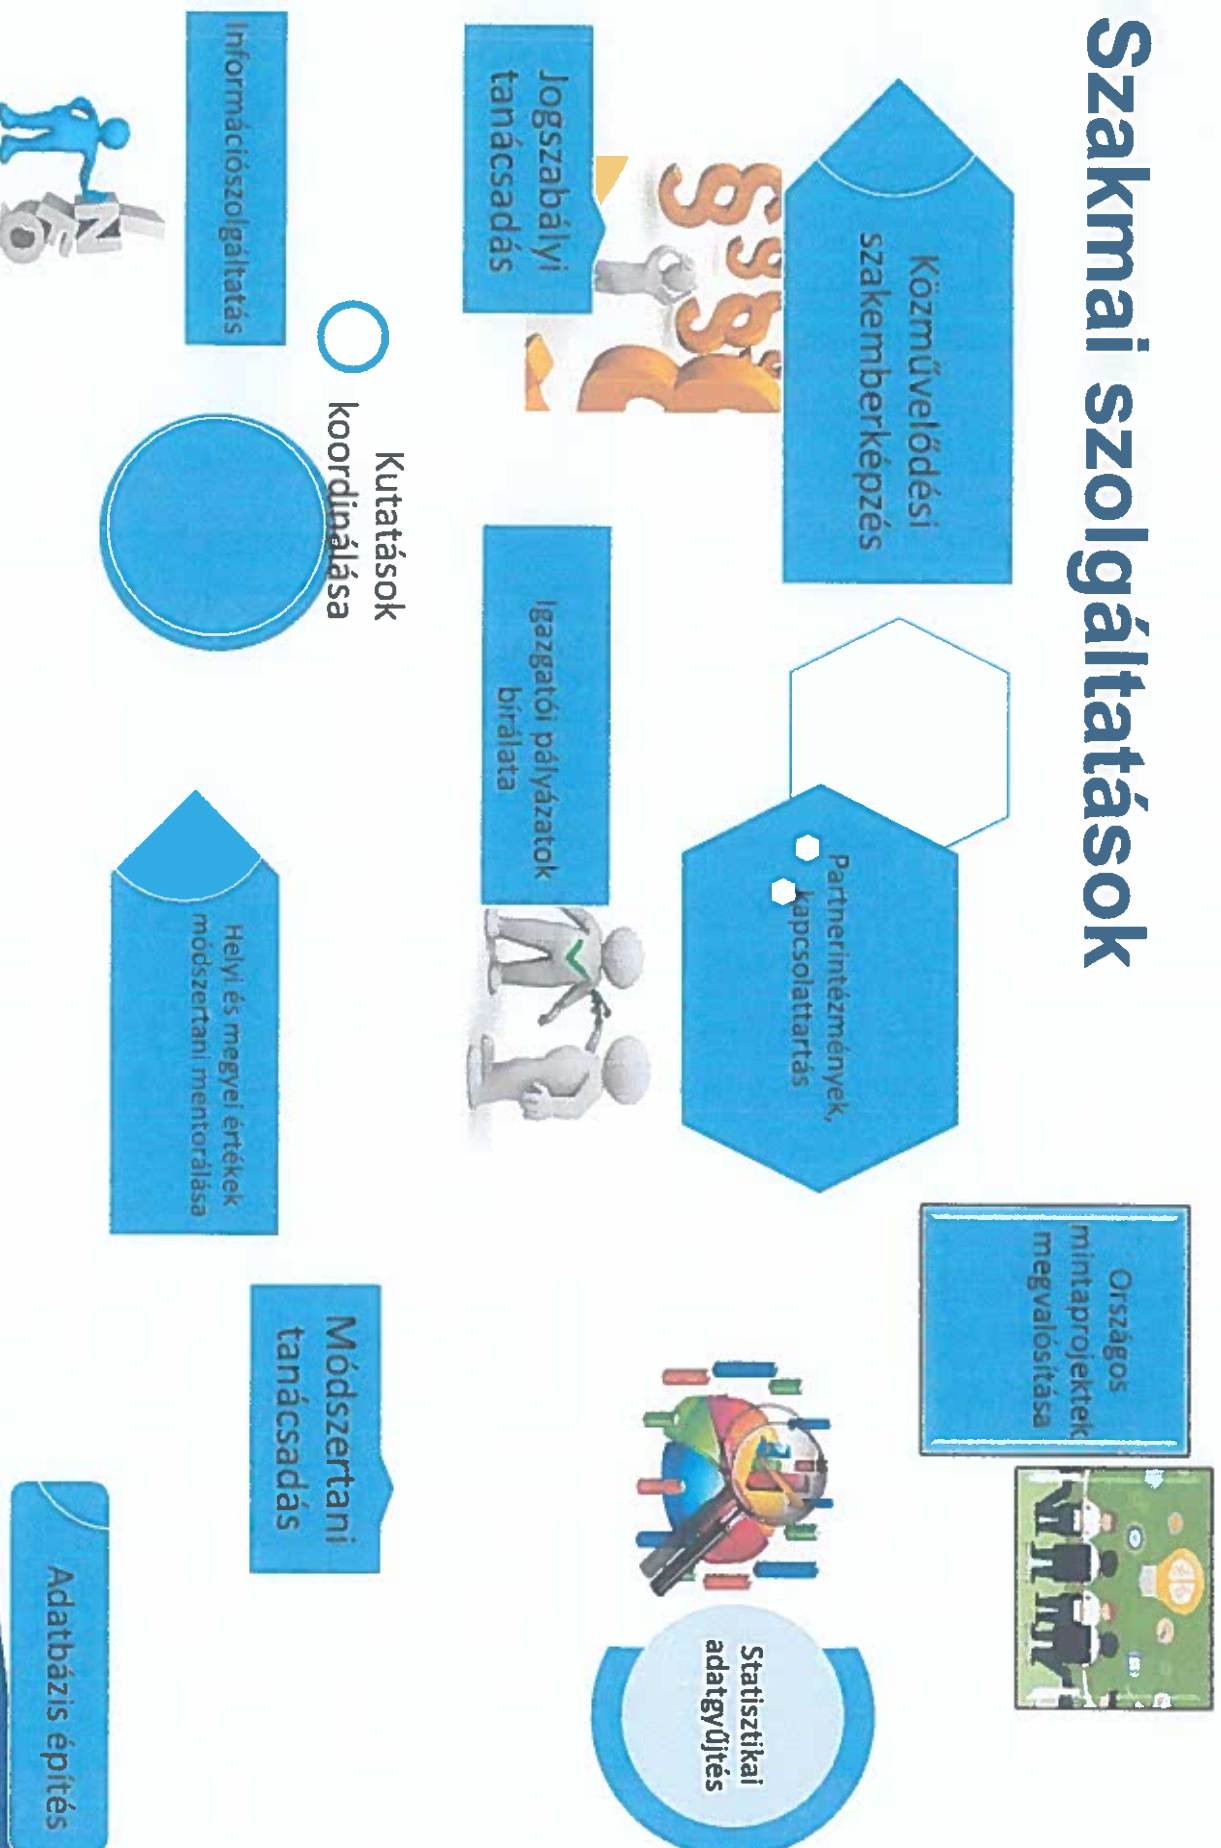 Szakmai szolgáltatások
Országos
mintaprojektek
megvalósítása
Közművelődési
szakemberképzés
Partnerintézmények,
kapcsolattartás
Statisztikai
adatgyűjtés
Jogszabályi
tanácsadás
Igazgatói pályázatok
bírálata
Módszertani
tanácsadás
Kutatások
koordinálása
Információszolgáltatás
Helyi és megyei értékek
módszertani mentorálása
Adatbázis építés